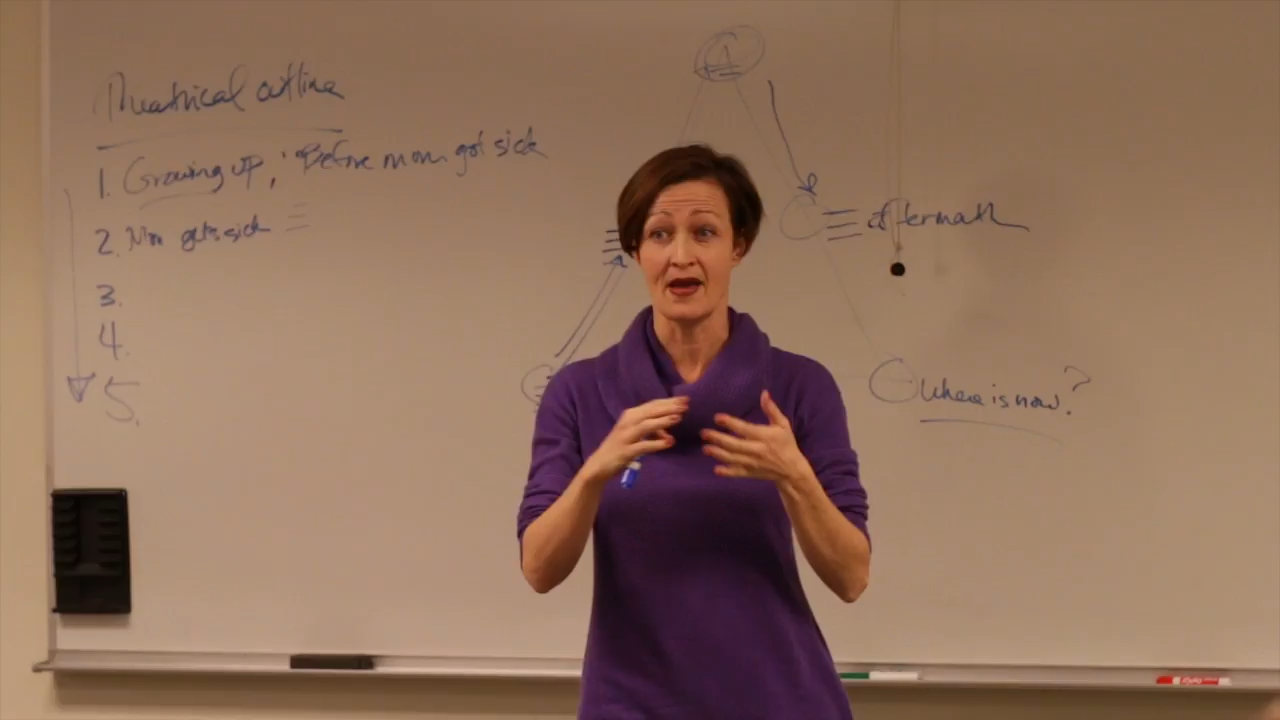 Theatrical outline
1. Growing up, "Before mom got sick
2. Mom gets sick
3.
4.
5.
A
aftermath
Where is now?